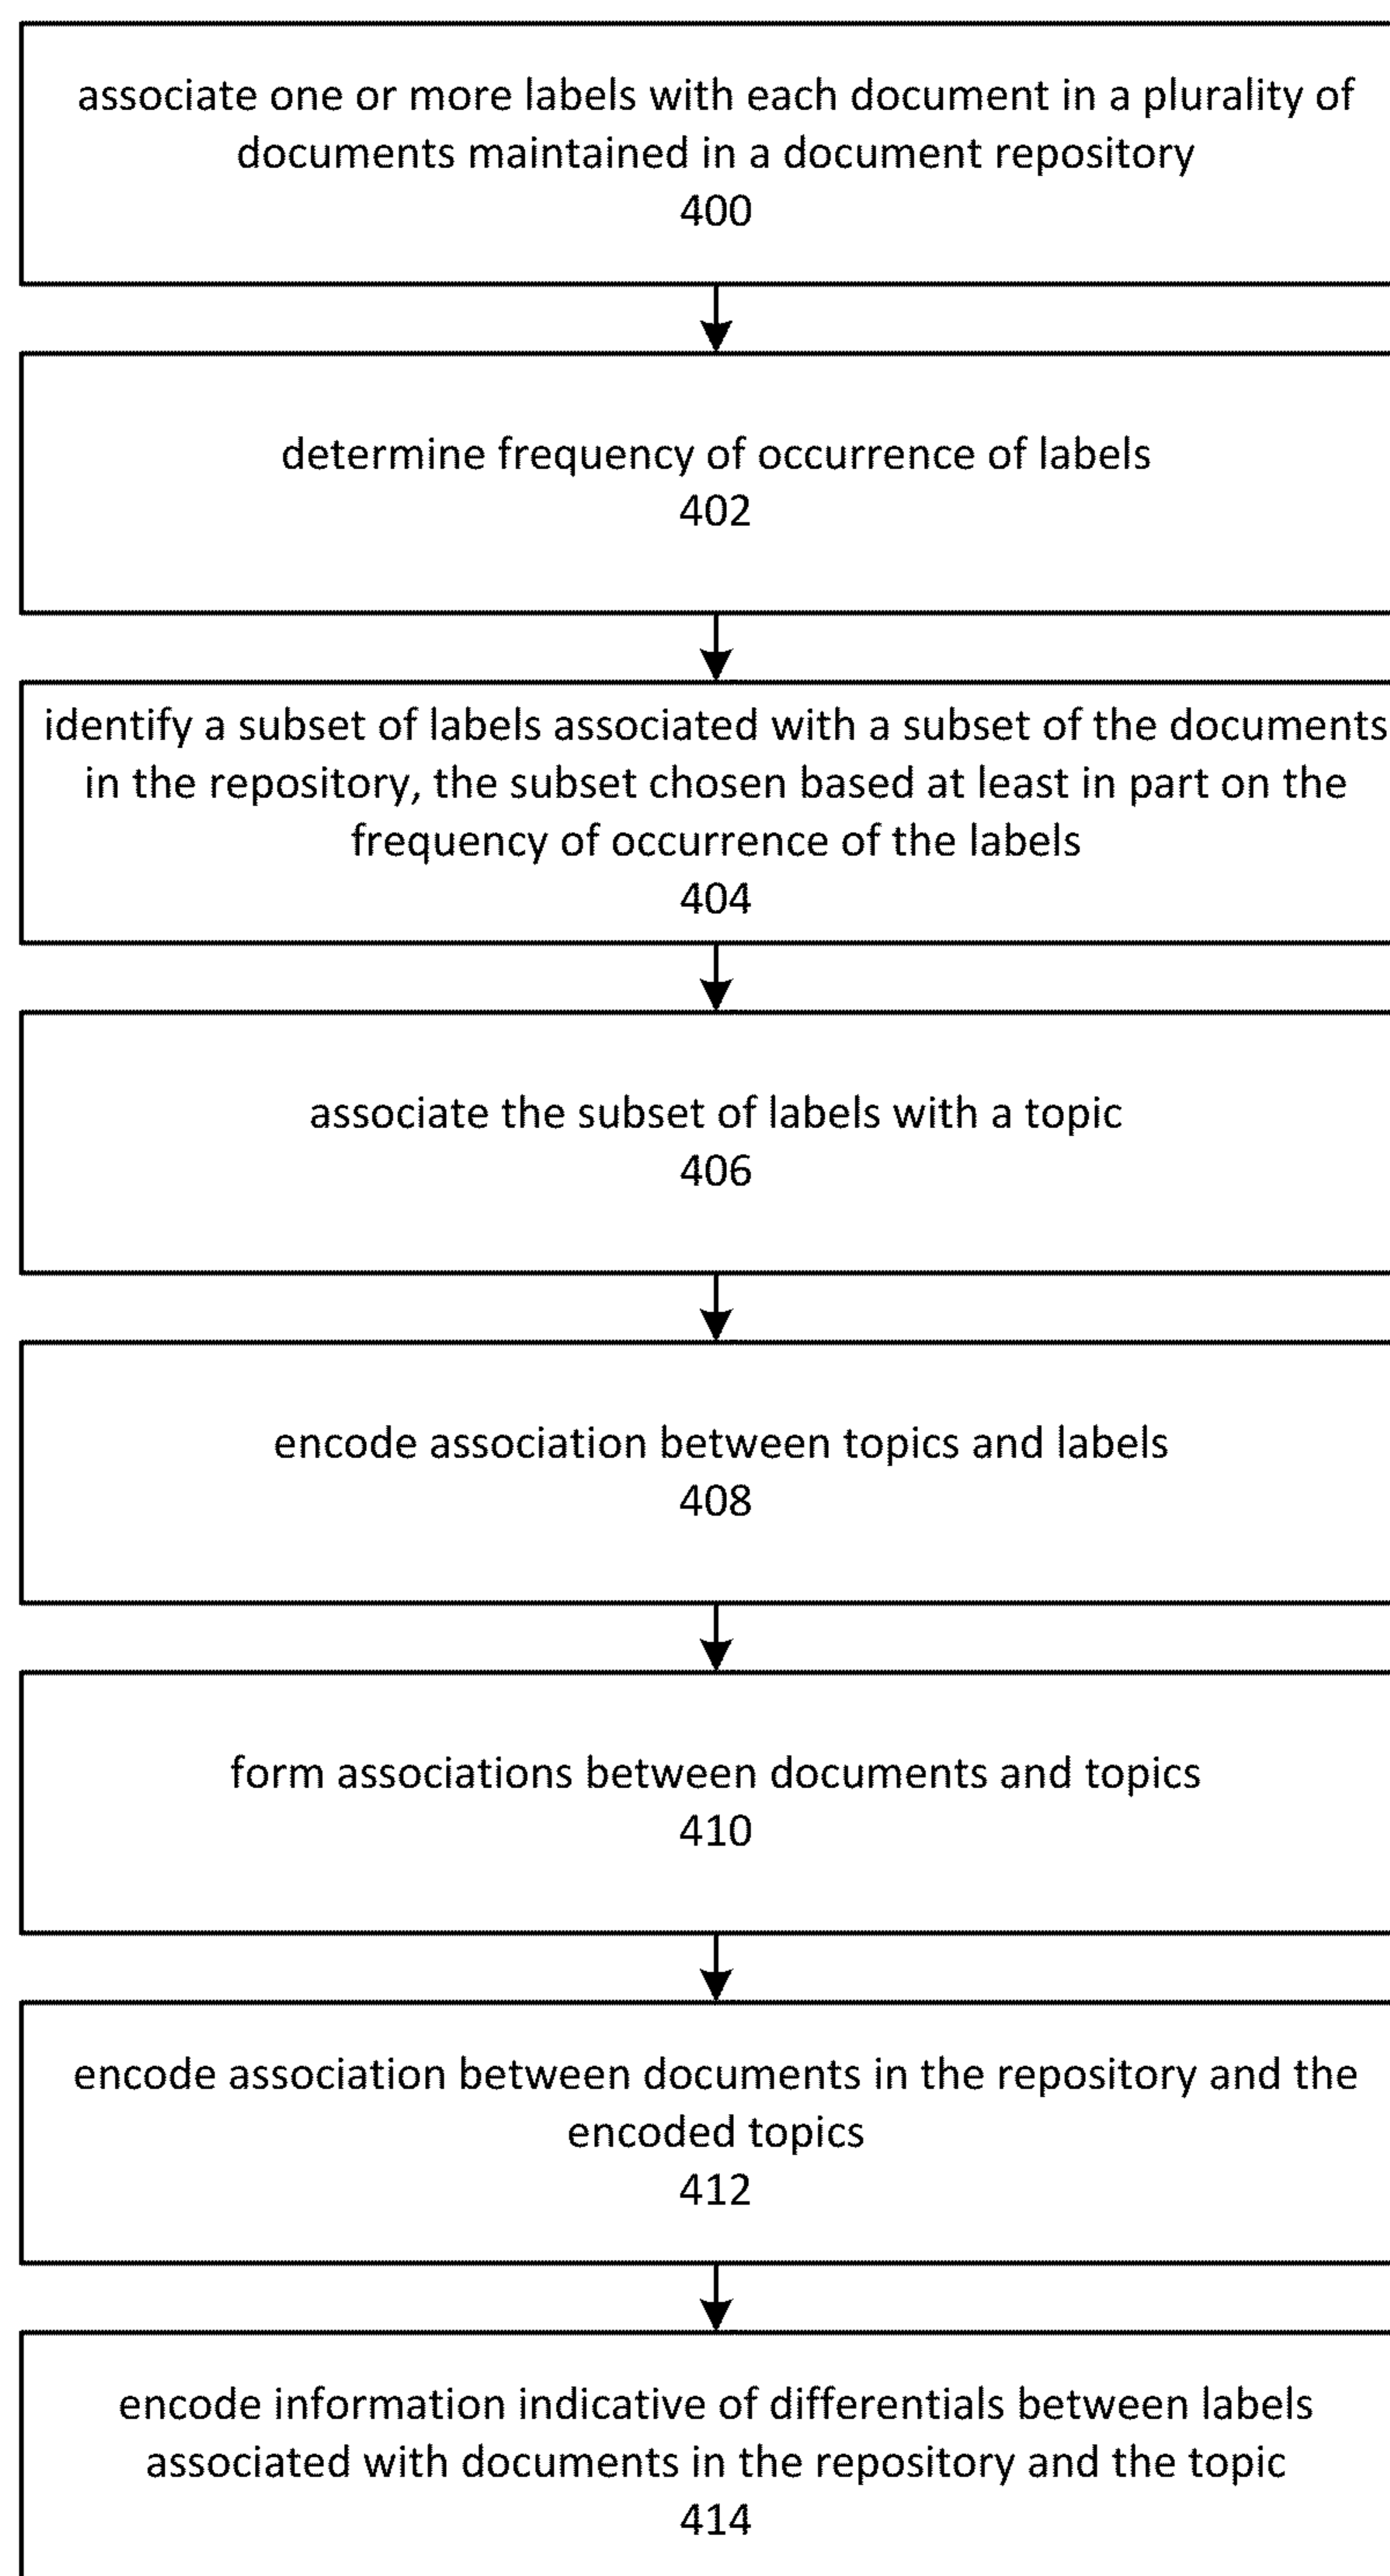 associate one or more labels with each document in a plurality of
documents maintained in a document repository
400
determine frequency of occurrence of labels
402
identify a subset of labels associated with a subset of the documents
in the repository, the subset chosen based at least in part on the
frequency of occurrence of the labels
404
associate the subset of labels with a topic
406
encode association between topics and labels
408
form associations between documents and topics
410
encode association between documents in the repository and the
encoded topics
412
encode information indicative of differentials between labels
associated with documents in the repository and the topic
414